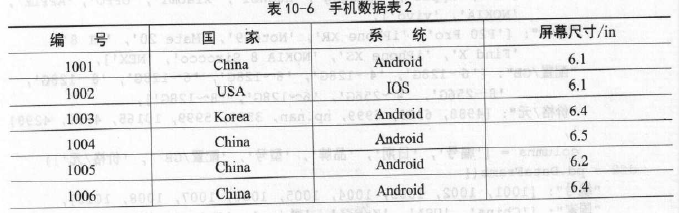 表 10-6 手机数据表 2
编 号 国 家 系 统 屏幕尺寸/in
1001 China Android 6.1
1002 USA IOS 6.1
1003 Korea Android 6.4
1004 China Android 6.5
1005 China Android 6.2
1006 China Android 6.4